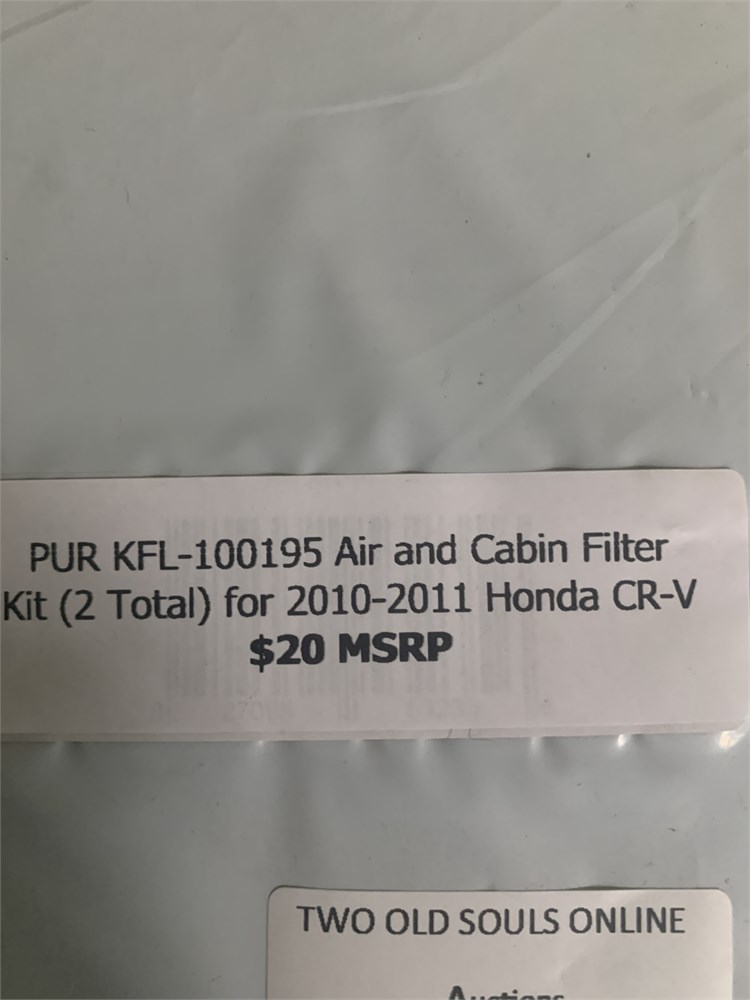 PUR KFL-100195 Air and Cabin Filter
Kit (2 Total) for 2010-2011 Honda CR-V
$20 MSRP
TWO OLD SOULS ONLINE
Auctions